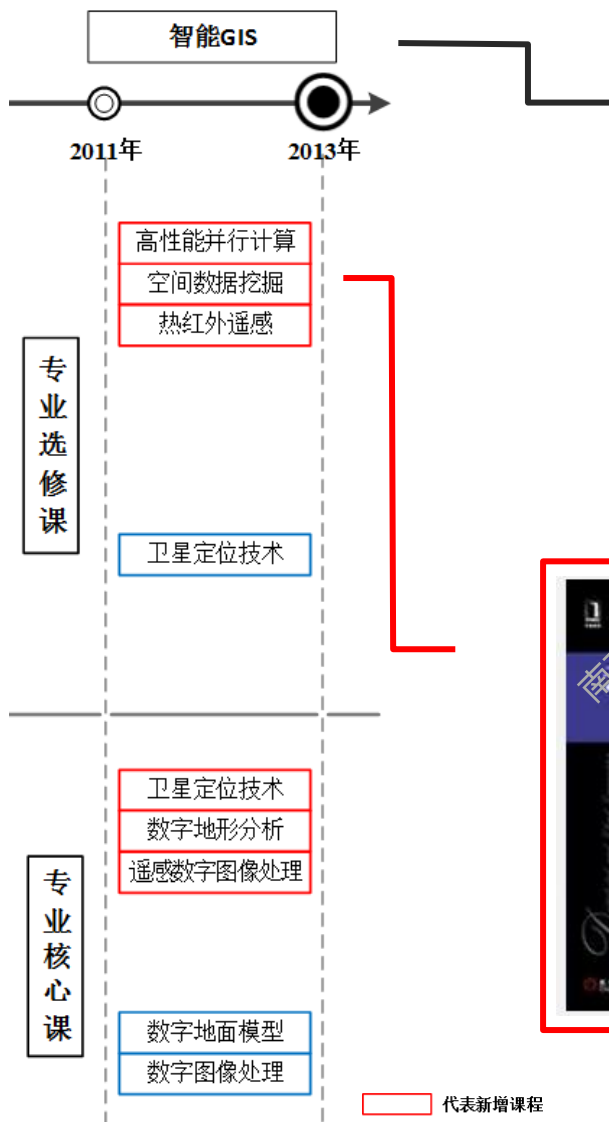 智能GIS
2011年
2013年
高性能并行计算
空间数据挖掘
热红外遥感
专业选修课
卫星定位技术
卫星定位技术
数字地形分析
遥感数字图像处理
专业核心课
数字地面模型
数字图像处理
代表新增课程
南